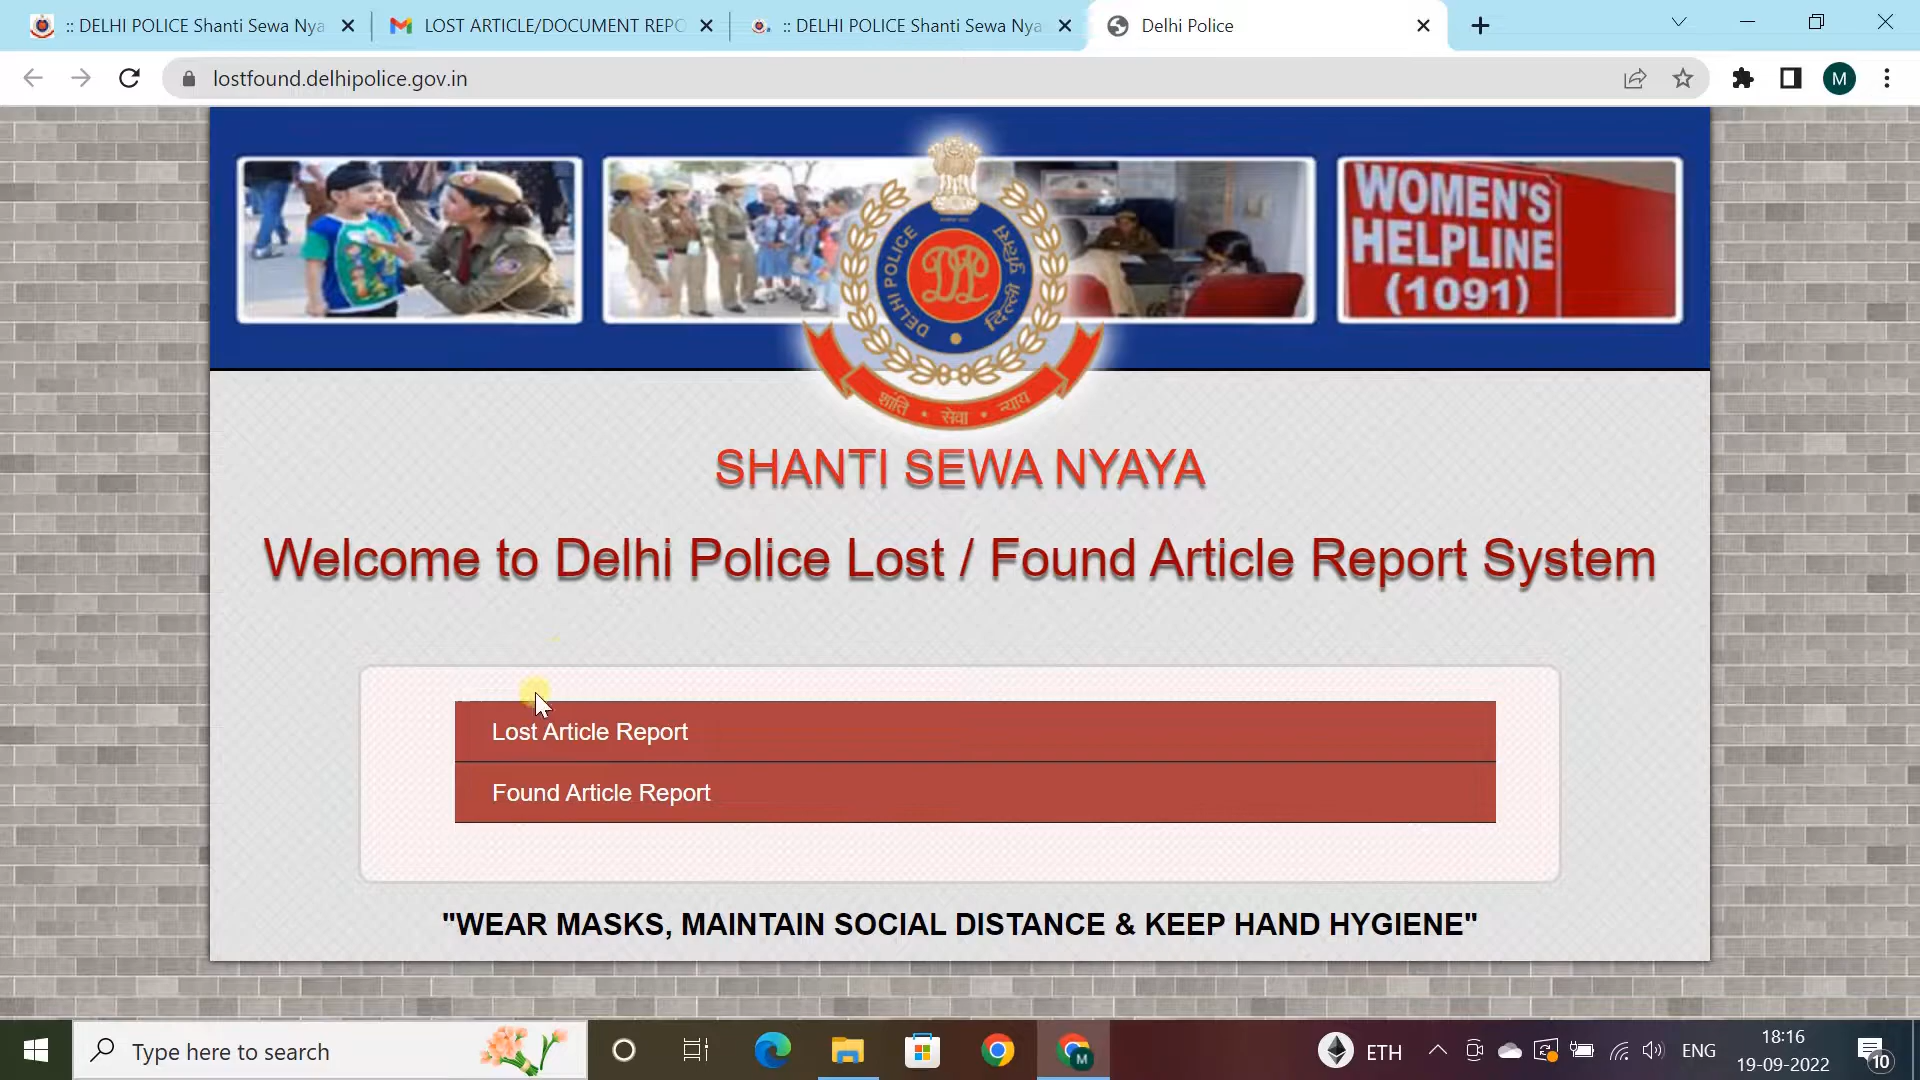 :: DELHI POLICE Shanti Sewa Nya
LOST ARTICLE/DOCUMENT REPO
:: DELHI POLICE Shanti Sewa Nya
Delhi Police
lostfound.delhipolice.gov.in
M
WOMEN'S
HELPLINE
(1091)
DELHI POLICE
दिल्ली पुलिस
DP
शांति • सेवा • न्याय
SHANTI SEWA NYAYA
Welcome to Delhi Police Lost / Found Article Report System
Lost Article Report
Found Article Report
"WEAR MASKS, MAINTAIN SOCIAL DISTANCE & KEEP HAND HYGIENE"
Type here to search
M
ETH
ENG
18:16
19-09-2022
10